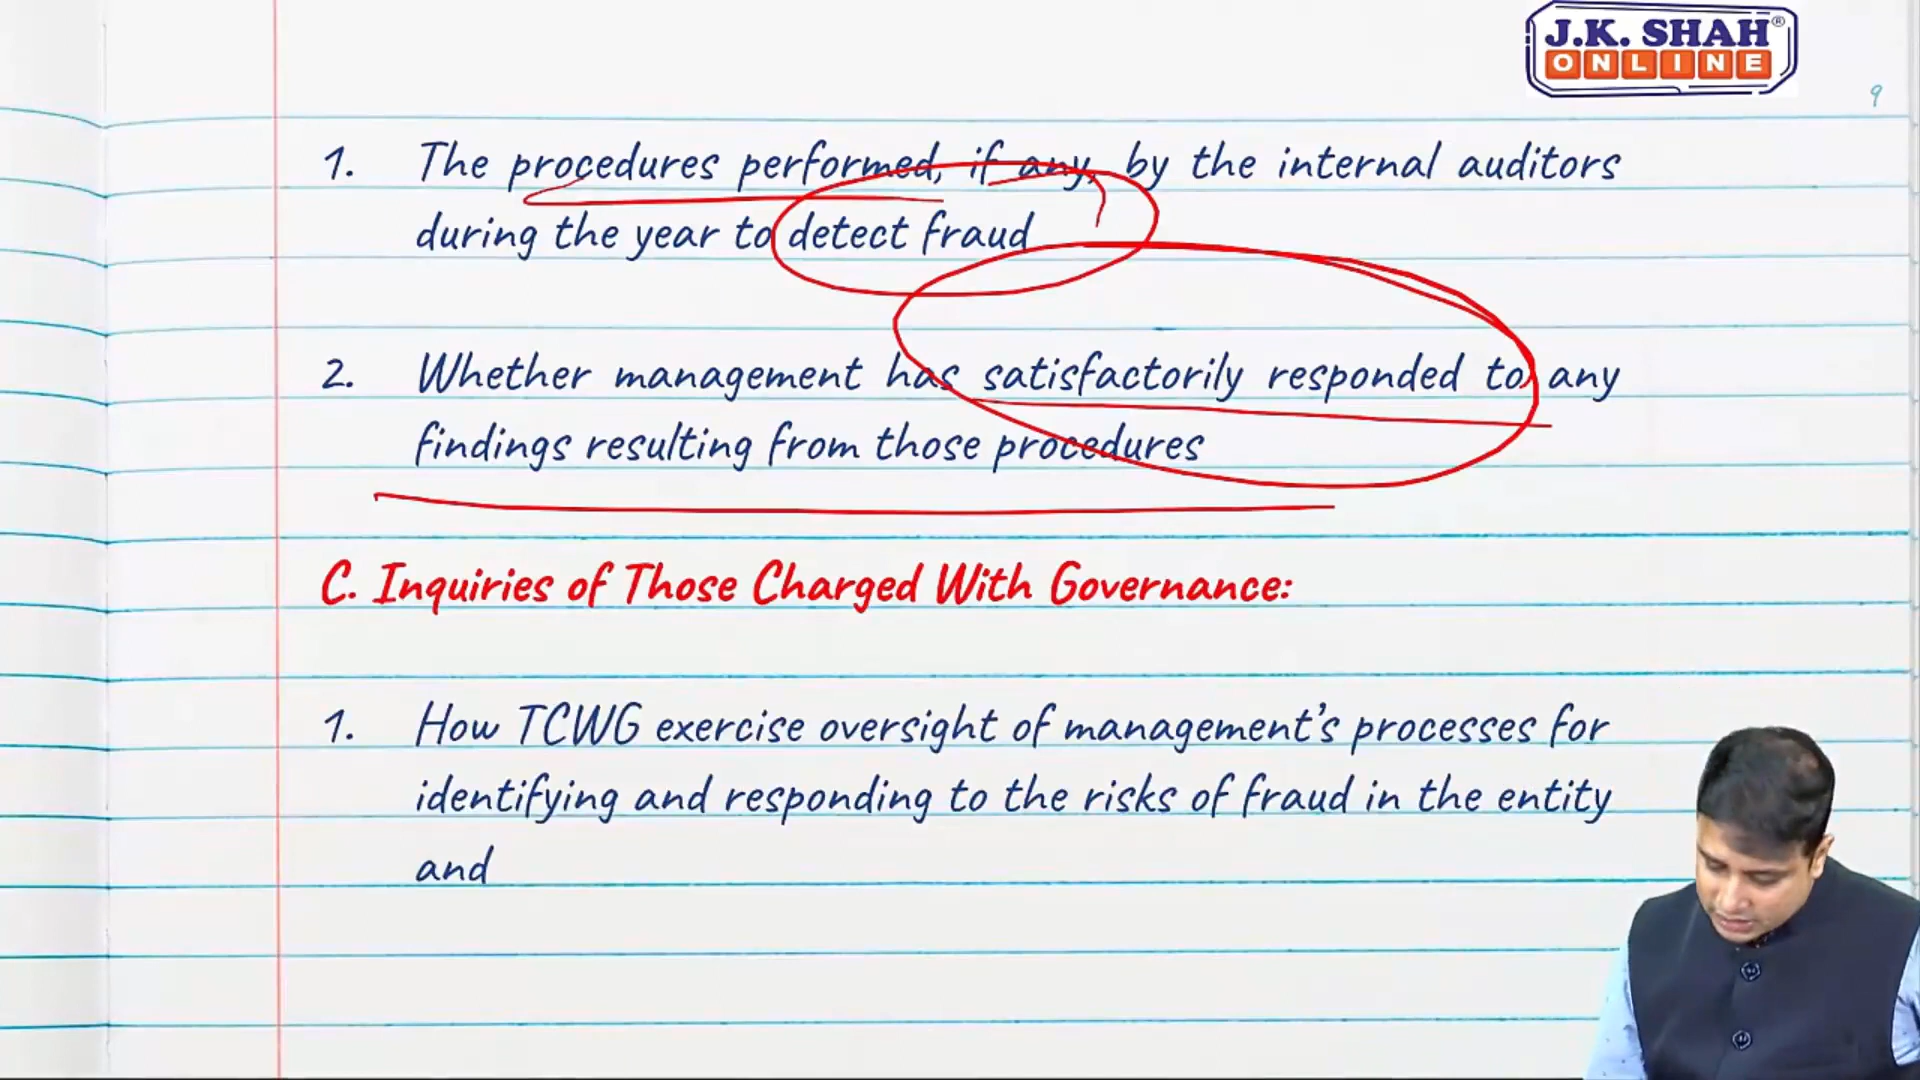 J.K. SHAH®
ONLINE
9
1. The procedures performed, if any, by the internal auditors
during the year to detect fraud
2. Whether management has satisfactorily responded to any
findings resulting from those procedures
C. Inquiries of Those Charged With Governance:
1. How TCWG exercise oversight of management's processes for
identifying and responding to the risks of fraud in the entity
and